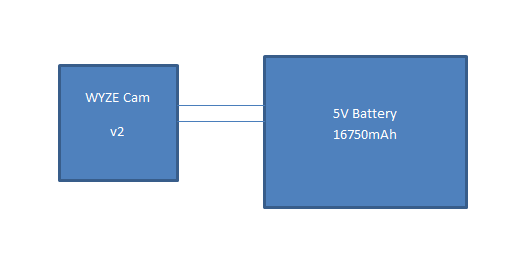 WYZE Cam
v2
5V Battery
16750mAh